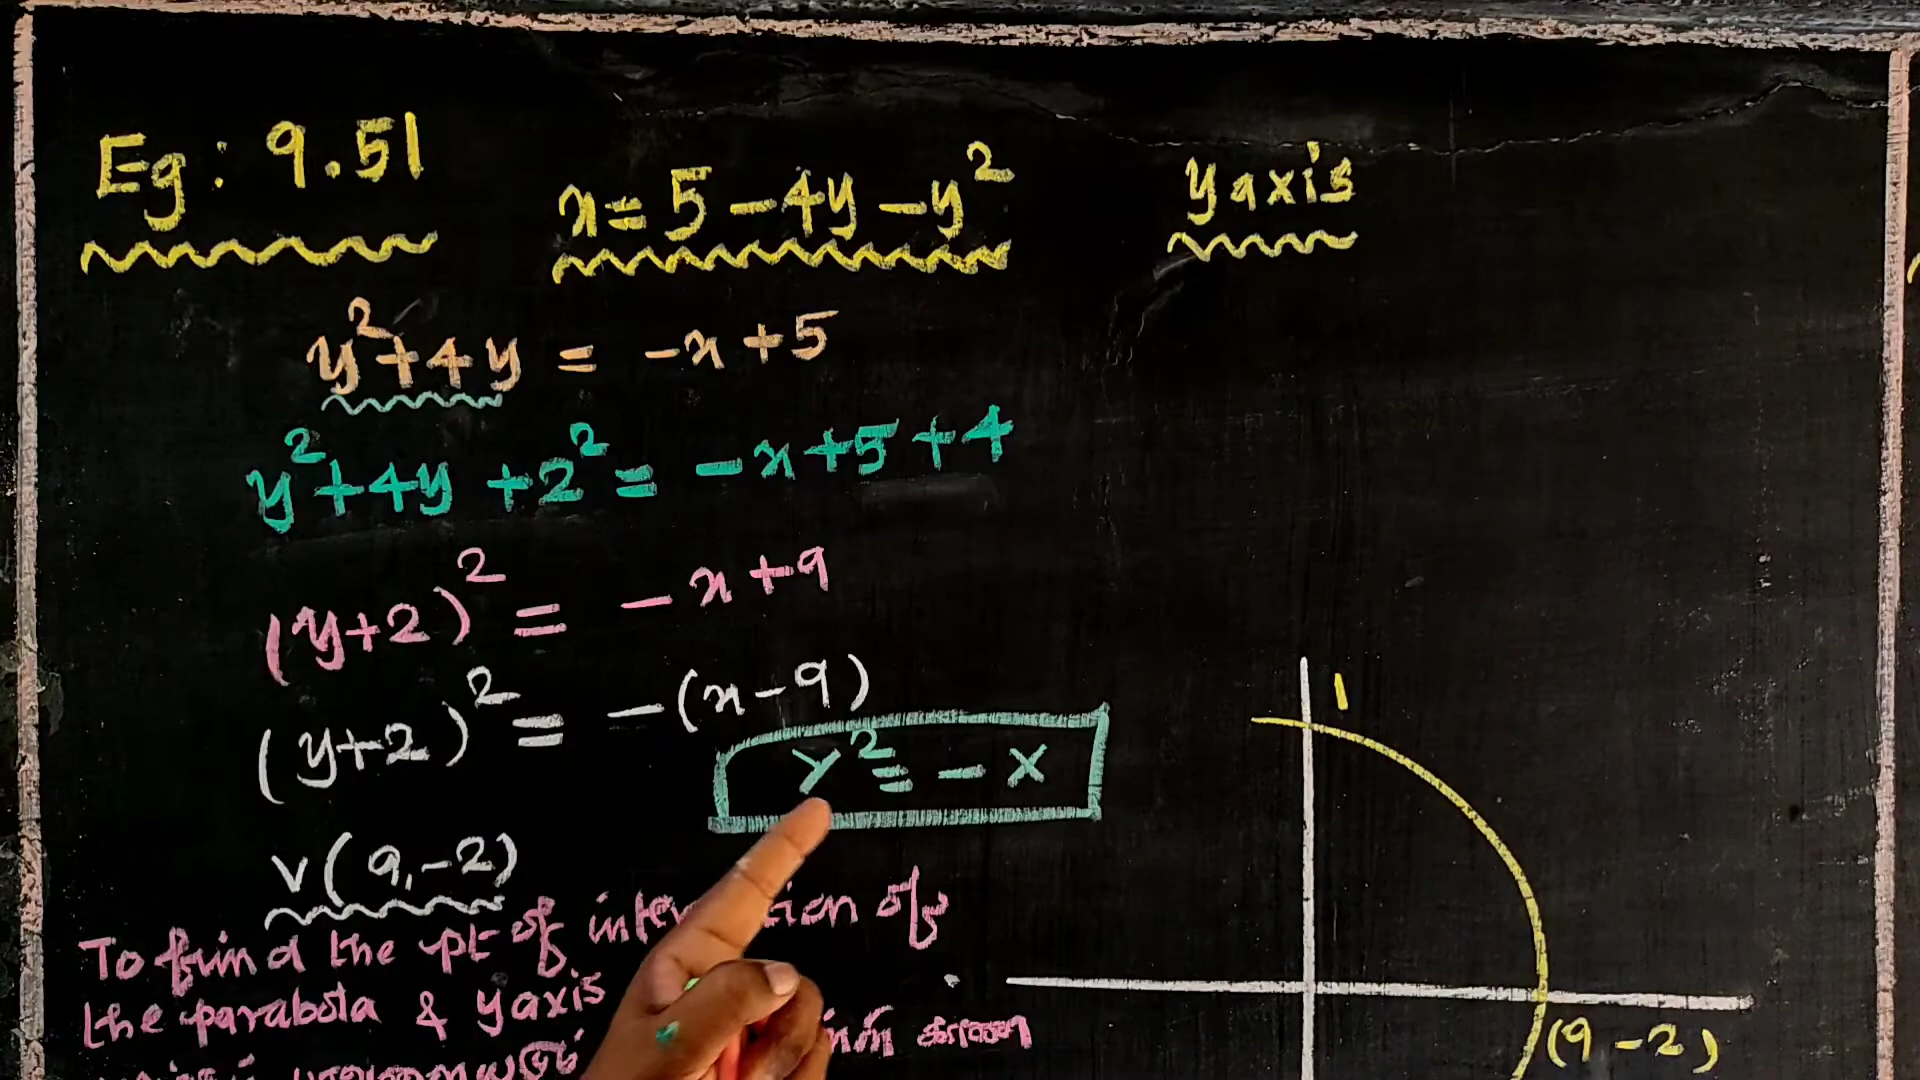 Eg: 9.51
x=5-4y-y² y axis
y²+4y = -x+5
y²+4y+2² = -x+5+4
(y+2)² = -x+9
(y+2)² = -(x-9)
Y² = -X
V(9,-2)
1
To find the pt of of
the parabola & y axis
(9 -2)